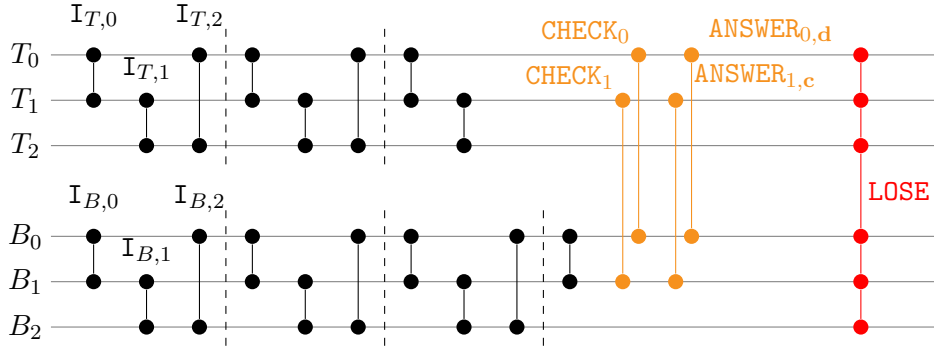 I_{T,0} I_{T,2}
T_0 CHECK_0 ANSWER_{0,d}
I_{T,1} CHECK_1 ANSWER_{1,c}
T_1
T_2
I_{B,0} I_{B,2} LOSE
B_0
I_{B,1}
B_1
B_2